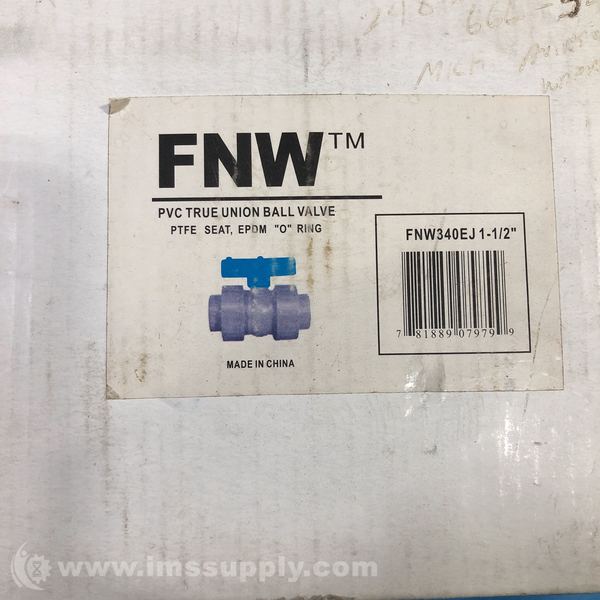 FNW™
PVC TRUE UNION BALL VALVE
PTFE SEAT, EPDM "O" RING
MADE IN CHINA
FNW340EJ 1-1/2"
7 81889 07979 9
www.imssupply.com